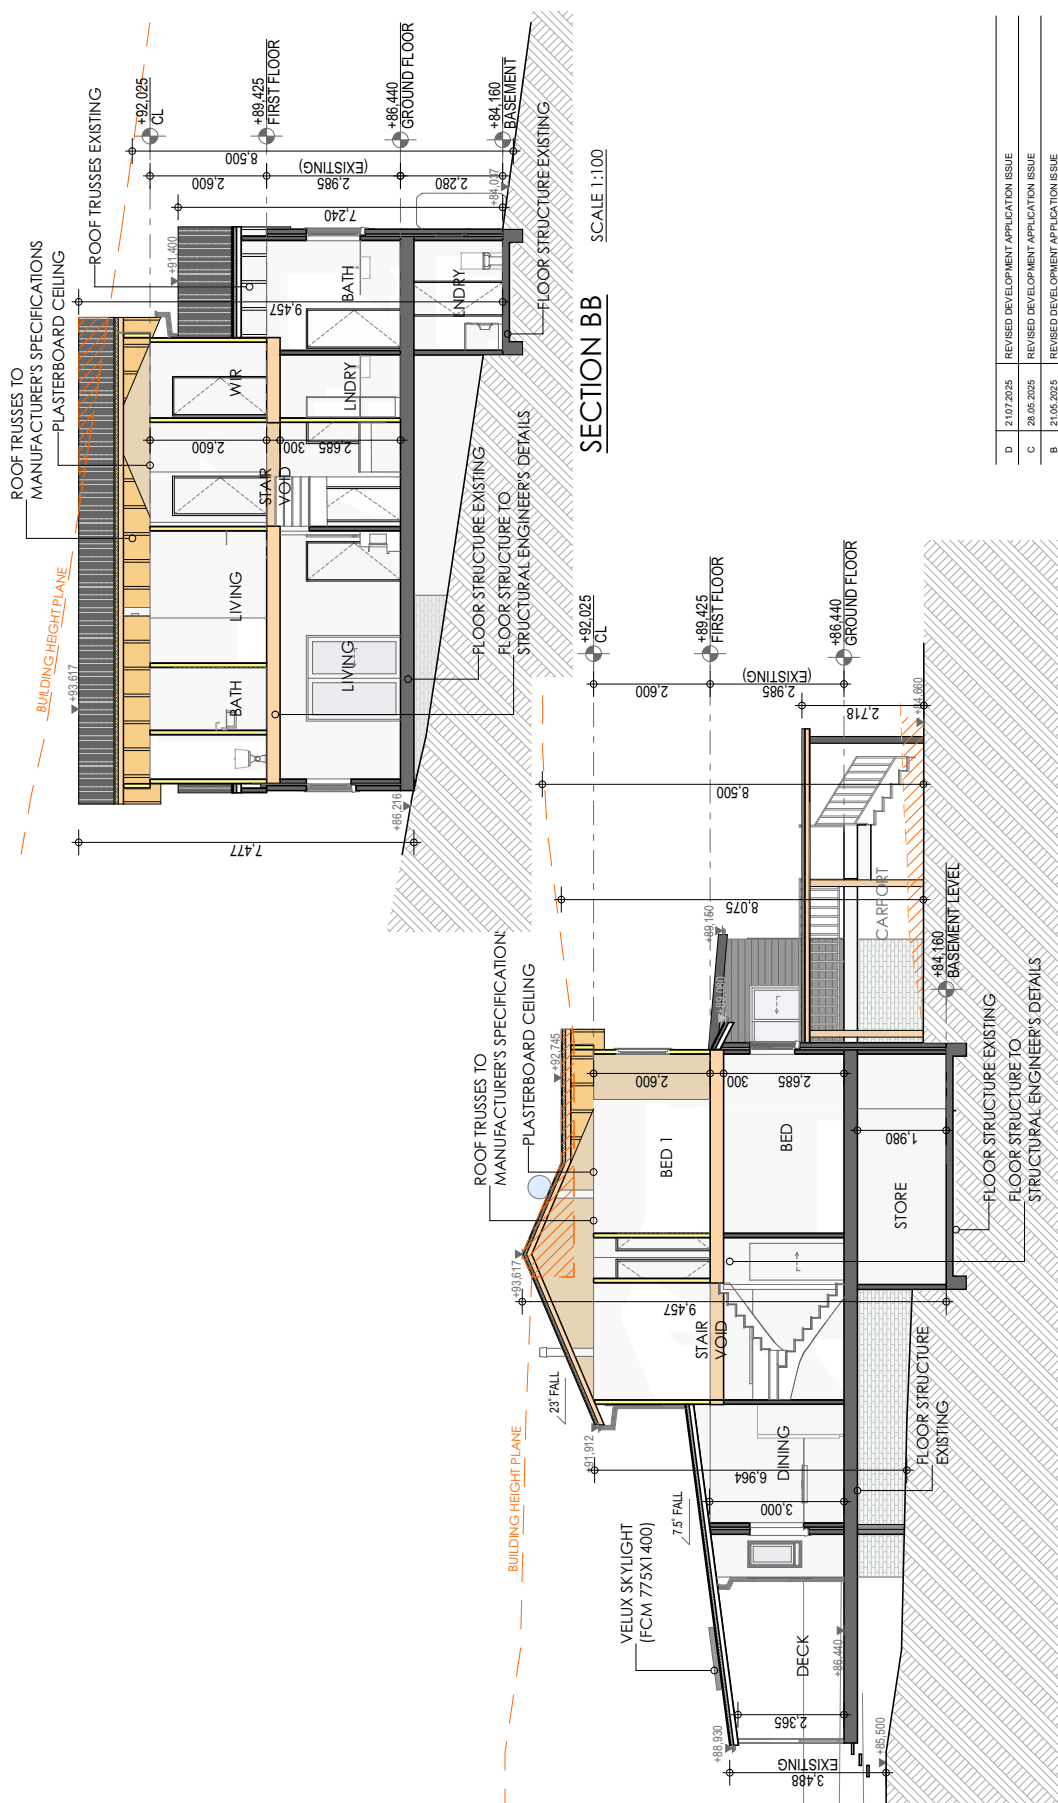 ROOF TRUSSES TO
MANUFACTURER'S SPECIFICATIONS
PLASTERBOARD CEILING
ROOF TRUSSES EXISTING
BUILDING HEIGHT PLANE
+93,617
+91,400
+92,025
CL
+89,425
FIRST FLOOR
+86,440
GROUND FLOOR
+84,160
BASEMENT
8,500
2,600
2,985
(EXISTING)
2,280
7,240
+84,037
9,457
7,477
+86,216
BATH
LIVING
WIR
BATH
2,600
300
2,685
STAIR
VOID
LIVING
LNDRY
LNDRY
FLOOR STRUCTURE EXISTING
FLOOR STRUCTURE TO
STRUCTURAL ENGINEER'S DETAILS
FLOOR STRUCTURE EXISTING
SECTION BB
SCALE 1:100
ROOF TRUSSES TO
MANUFACTURER'S SPECIFICATION
PLASTERBOARD CEILING
BUILDING HEIGHT PLANE
VELUX SKYLIGHT
(FCM 775X1400)
23° FALL
7.5° FALL
+93,617
+92,745
+91,912
+89,150
+89,080
+88,930
+92,025
CL
+89,425
FIRST FLOOR
+86,440
GROUND FLOOR
2,600
2,985
(EXISTING)
2,718
+84,660
8,500
8,075
9,457
2,600
300
2,685
1,980
6,964
3,000
2,365
3,488
EXISTING
+85,500
+86,440
DECK
DINING
STAIR
VOID
BED 1
BED
STORE
CARPORT
+84,160
BASEMENT LEVEL
FLOOR STRUCTURE
EXISTING
FLOOR STRUCTURE EXISTING
FLOOR STRUCTURE TO
STRUCTURAL ENGINEER'S DETAILS
D 21.07.2025 REVISED DEVELOPMENT APPLICATION ISSUE
C 28.05.2025 REVISED DEVELOPMENT APPLICATION ISSUE
B 21.05.2025 REVISED DEVELOPMENT APPLICATION ISSUE